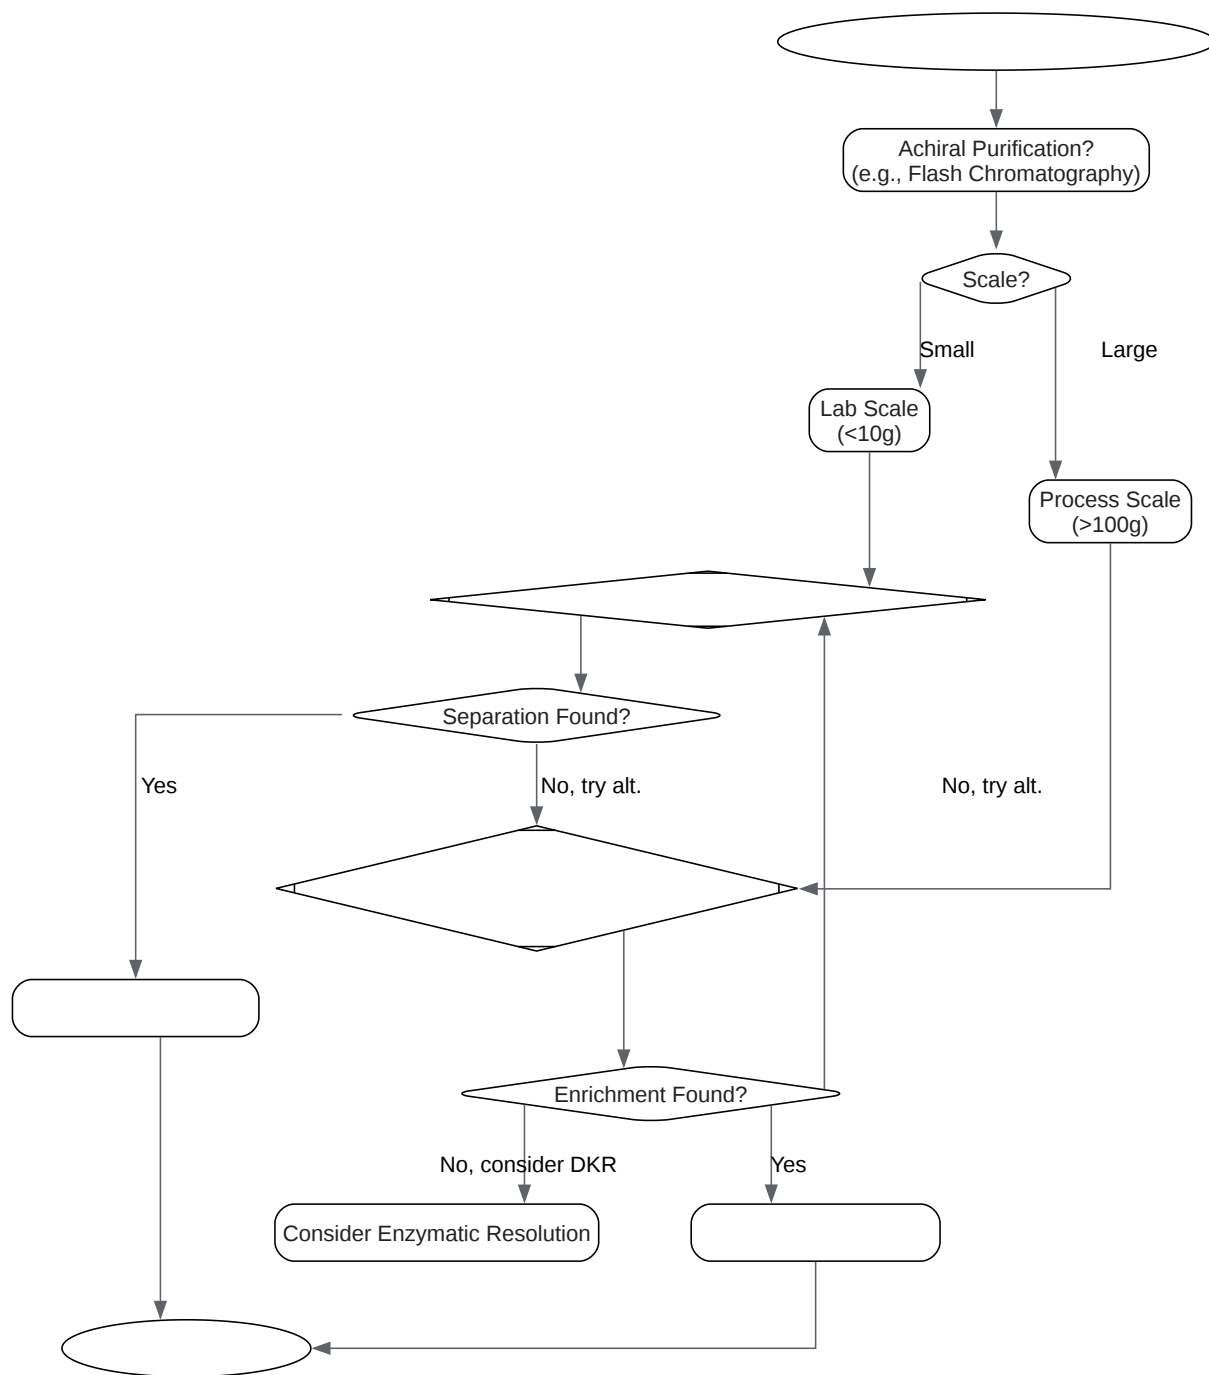 Achiral Purification?
(e.g., Flash Chromatography)
Scale?
Small
Large
Lab Scale
(<10g)
Process Scale
(>100g)
Separation Found?
Yes
No, try alt.
No, try alt.
Enrichment Found?
No, consider DKR
Yes
Consider Enzymatic Resolution